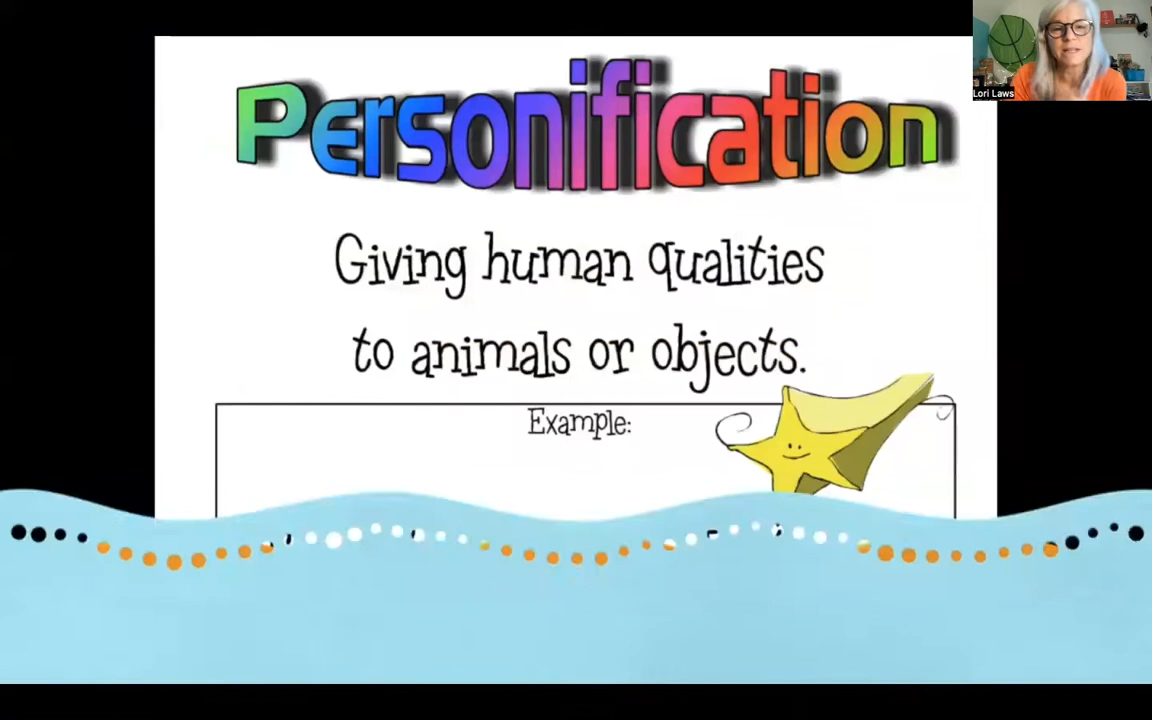 Personification
Lori Laws
Giving human qualities
to animals or objects.
Example: